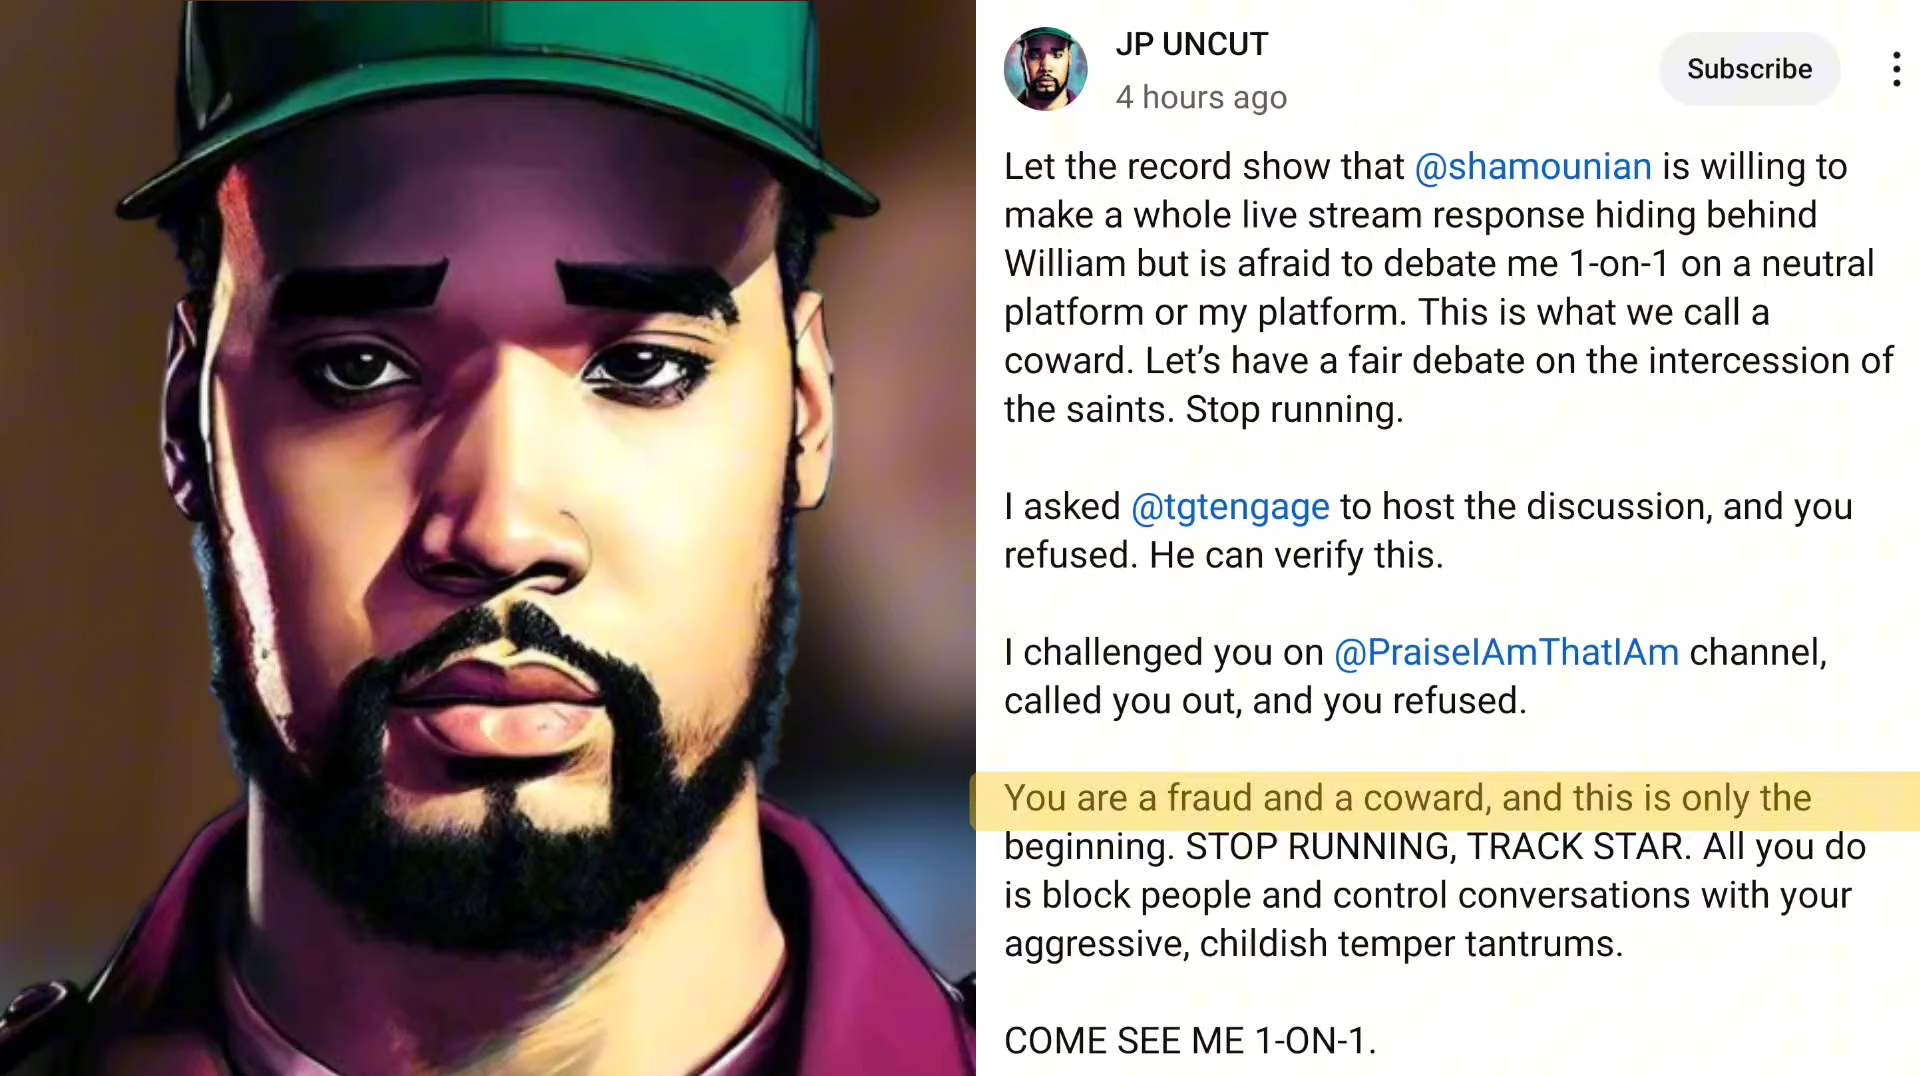 JP UNCUT
4 hours ago
Subscribe
Let the record show that @shamounian is willing to
make a whole live stream response hiding behind
William but is afraid to debate me 1-on-1 on a neutral
platform or my platform. This is what we call a
coward. Let’s have a fair debate on the intercession of
the saints. Stop running.
I asked @tgtengage to host the discussion, and you
refused. He can verify this.
I challenged you on @PraiseIAmThatIAm channel,
called you out, and you refused.
You are a fraud and a coward, and this is only the
beginning. STOP RUNNING, TRACK STAR. All you do
is block people and control conversations with your
aggressive, childish temper tantrums.
COME SEE ME 1-ON-1.